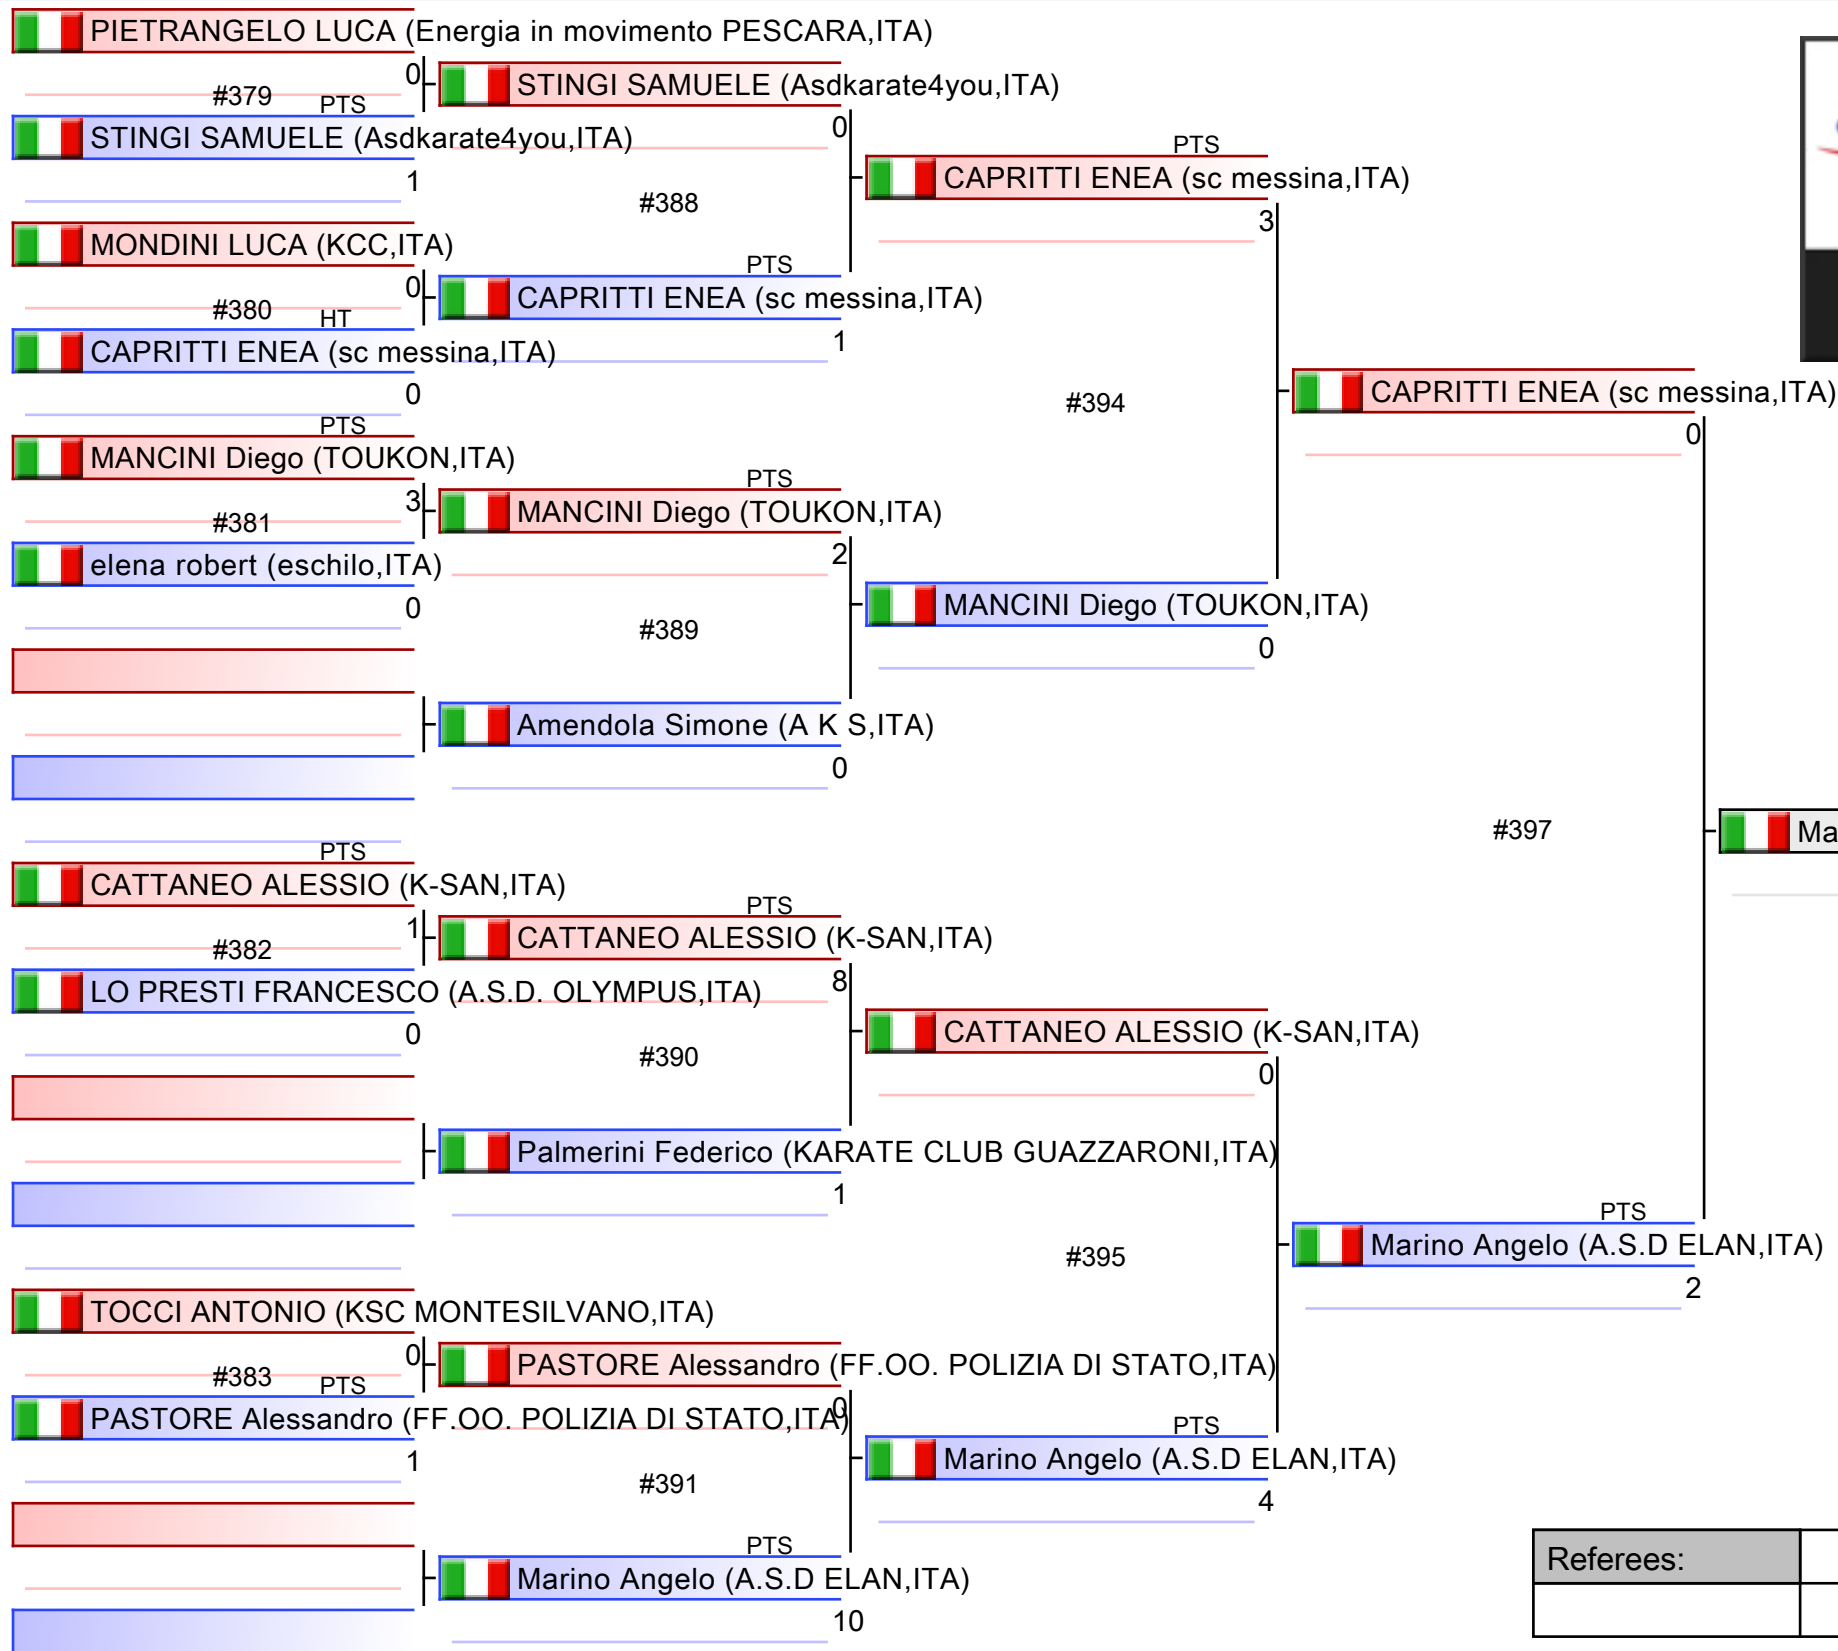 PIETRANGELO LUCA (Energia in movimento PESCARA,ITA)
0
#379
PTS
STINGI SAMUELE (Asdkarate4you,ITA)
1
MONDINI LUCA (KCC,ITA)
0
#380
HT
CAPRITTI ENEA (sc messina,ITA)
0
PTS
MANCINI Diego (TOUKON,ITA)
3
#381
elena robert (eschilo,ITA)
0
PTS
CATTANEO ALESSIO (K-SAN,ITA)
1
#382
LO PRESTI FRANCESCO (A.S.D. OLYMPUS,ITA)
0
TOCCI ANTONIO (KSC MONTESILVANO,ITA)
0
#383
PTS
PASTORE Alessandro (FF.OO. POLIZIA DI STATO,ITA)
1
STINGI SAMUELE (Asdkarate4you,ITA)
0
#388
PTS
CAPRITTI ENEA (sc messina,ITA)
1
PTS
MANCINI Diego (TOUKON,ITA)
2
#389
Amendola Simone (A K S,ITA)
0
PTS
CATTANEO ALESSIO (K-SAN,ITA)
8
#390
Palmerini Federico (KARATE CLUB GUAZZARONI,ITA)
1
PASTORE Alessandro (FF.OO. POLIZIA DI STATO,ITA)
0
#391
PTS
Marino Angelo (A.S.D ELAN,ITA)
10
PTS
CAPRITTI ENEA (sc messina,ITA)
3
#394
MANCINI Diego (TOUKON,ITA)
0
CATTANEO ALESSIO (K-SAN,ITA)
0
#395
PTS
Marino Angelo (A.S.D ELAN,ITA)
4
CAPRITTI ENEA (sc messina,ITA)
0
#397
PTS
Marino Angelo (A.S.D ELAN,ITA)
2
Ma
Referees: